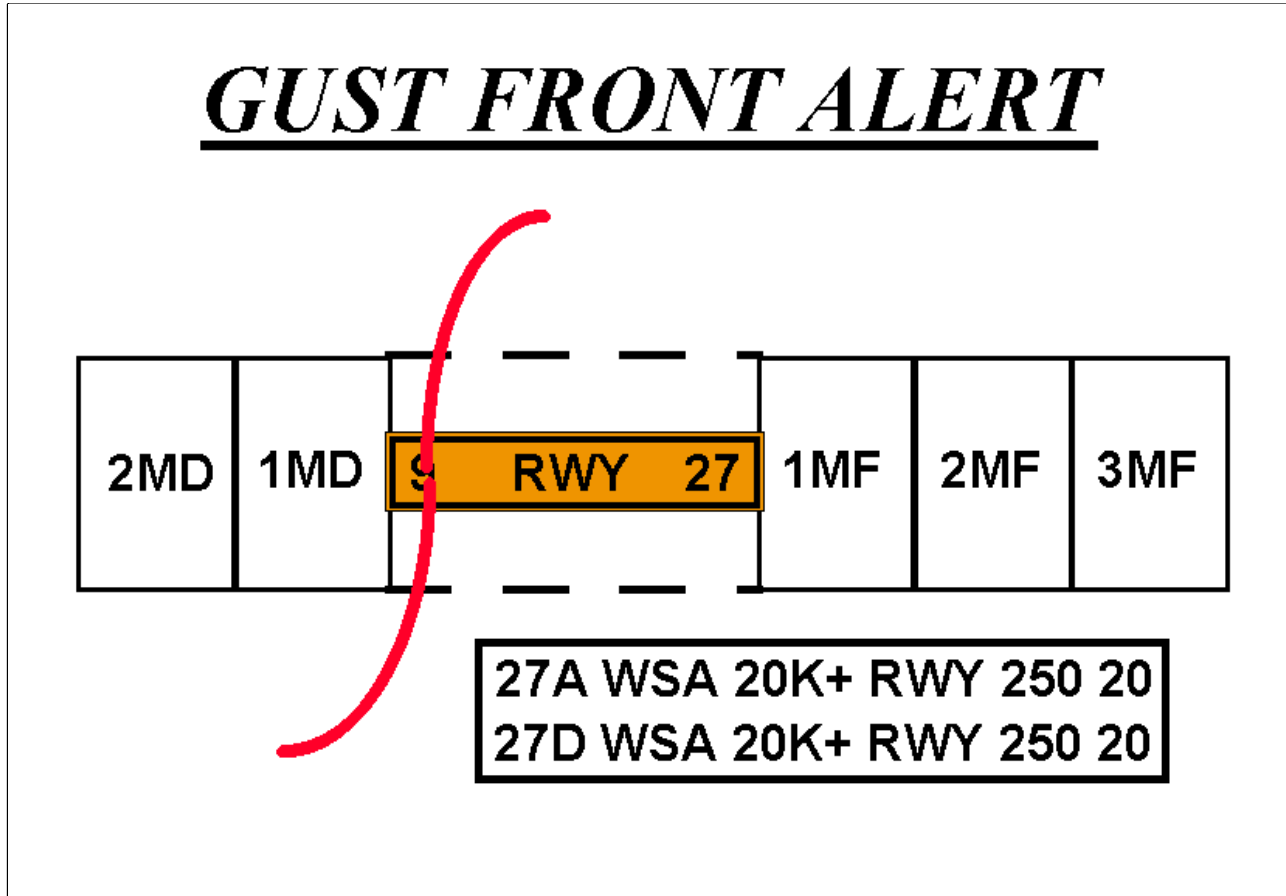 GUST FRONT ALERT
2MD 1MD 9 RWY 27 1MF 2MF 3MF
27A WSA 20K+ RWY 250 20
27D WSA 20K+ RWY 250 20